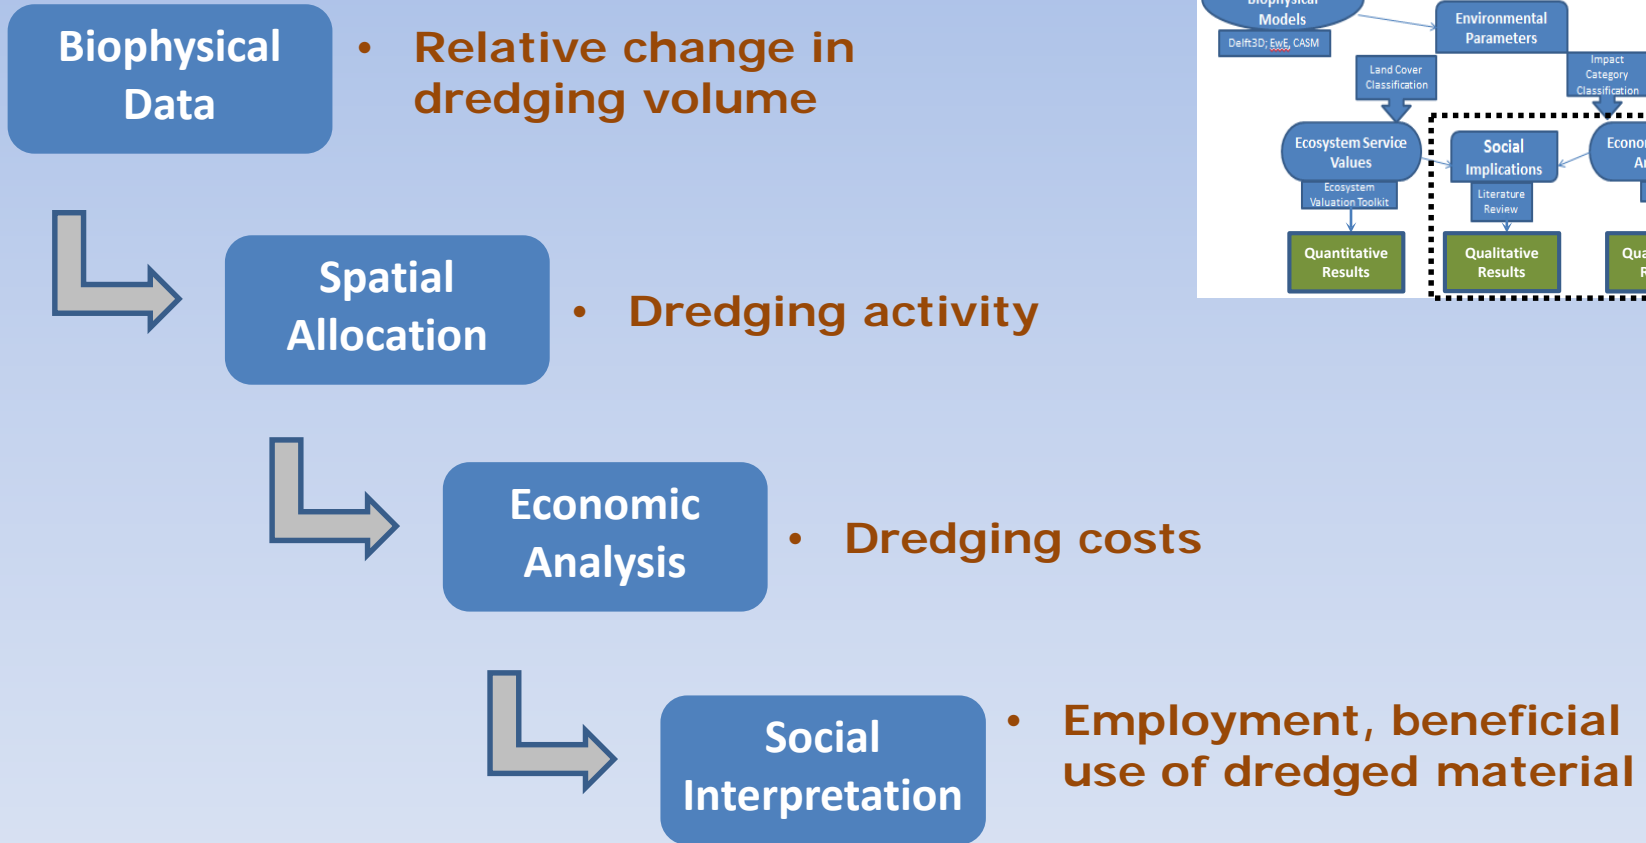 Biophysical
Data
• Relative change in
dredging volume
Spatial
Allocation
• Dredging activity
Economic
Analysis
• Dredging costs
Social
Interpretation
• Employment, beneficial
use of dredged material
Biophysical
Models
Delft3D; EwE, CASM
Environmental
Parameters
Land Cover
Classification
Impact
Category
Classification
Ecosystem Service
Values
Ecosystem
Valuation Toolkit
Social
Implications
Literature
Review
Quantitative
Results
Qualitative
Results